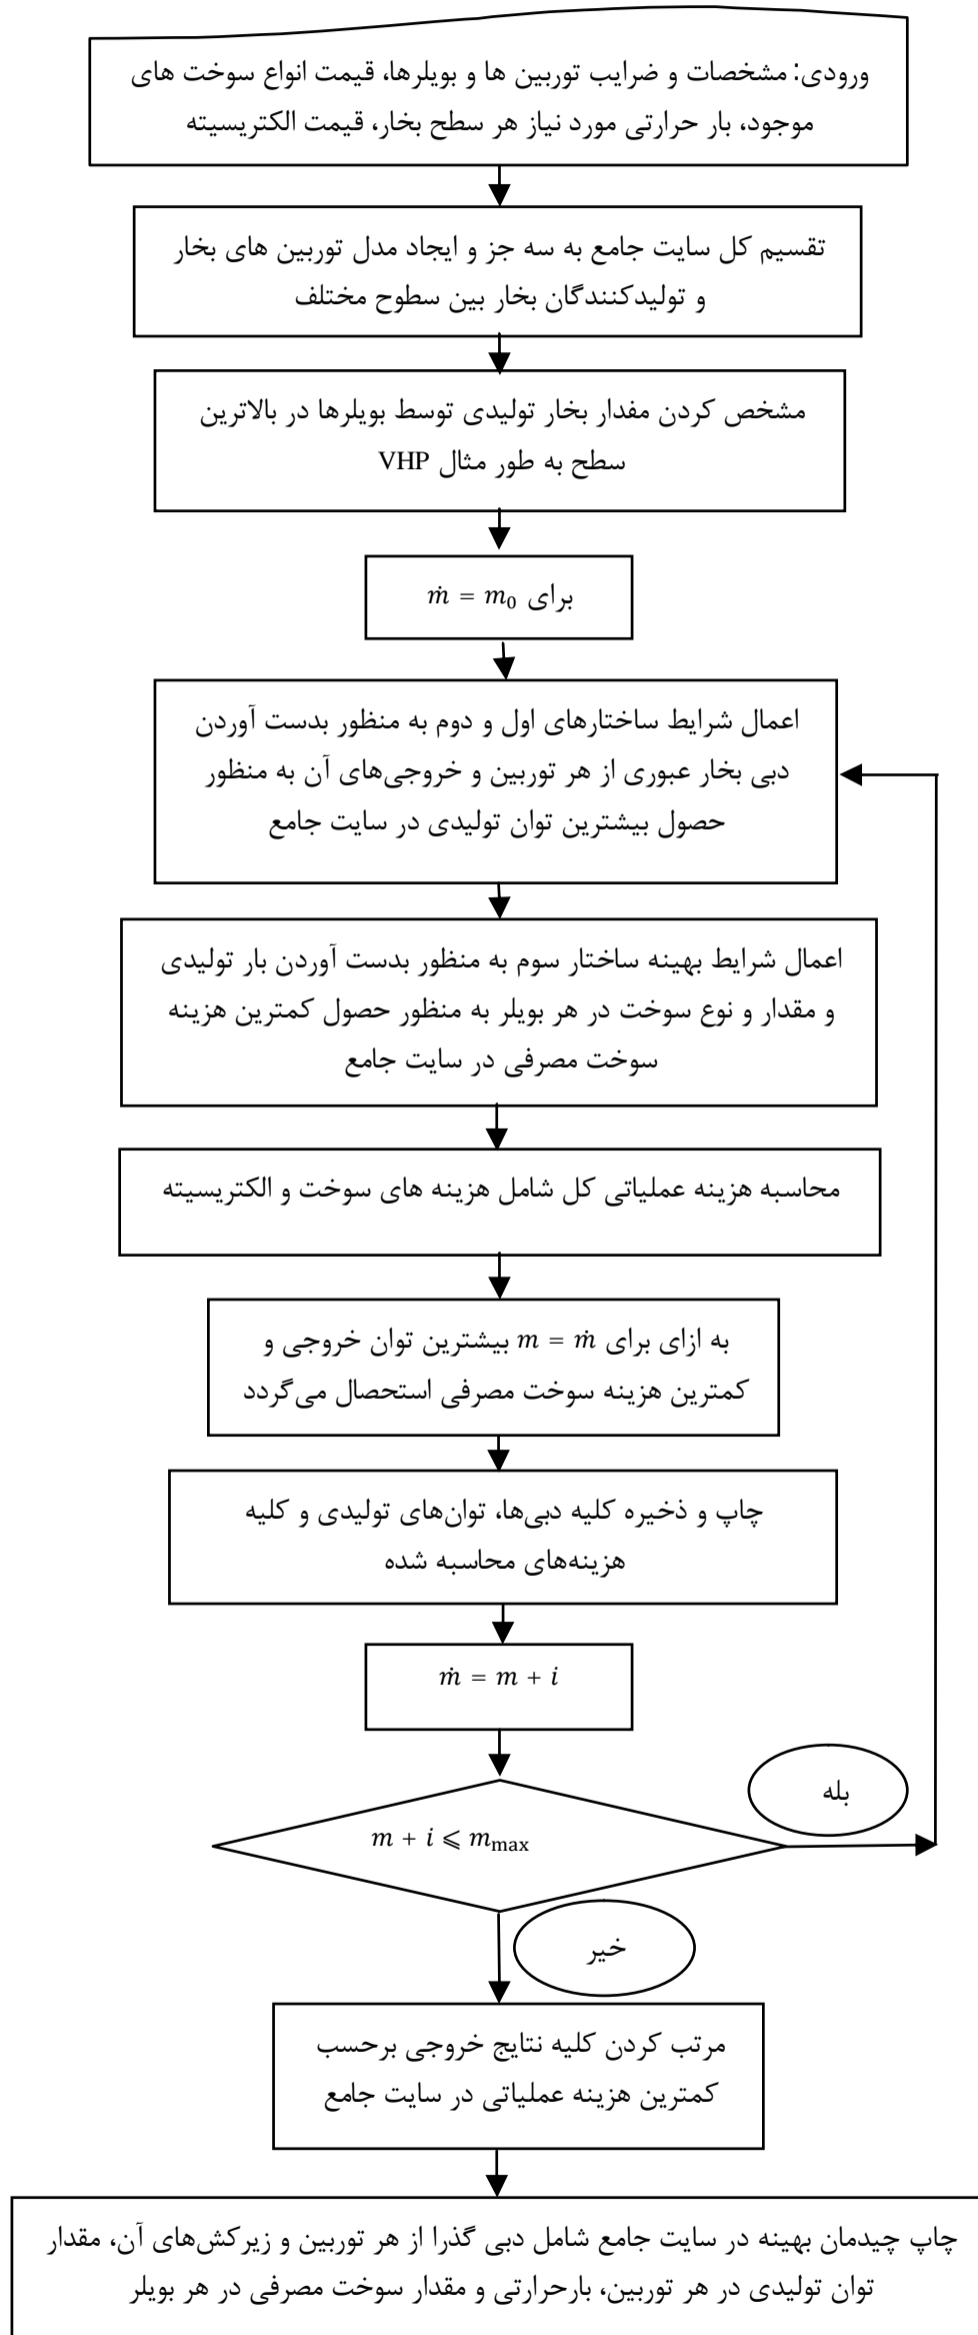 ورودی: مشخصات و ضرایب توربین ها و بویلرها، قیمت انواع سوخت های
موجود، بار حرارتی مورد نیاز هر سطح بخار، قیمت الکتریسیته
تقسیم کل سایت جامع به سه جز و ایجاد مدل توربین های بخار
و تولیدکنندگان بخار بین سطوح مختلف
مشخص کردن مفدار بخار تولیدی توسط بویلرها در بالاترین
سطح به طور مثال VHP
برای ṁ = m₀
اعمال شرایط ساختارهای اول و دوم به منظور بدست آوردن
دبی بخار عبوری از هر توربین و خروجی‌های آن به منظور
حصول بیشترین توان تولیدی در سایت جامع
اعمال شرایط بهینه ساختار سوم به منظور بدست آوردن بار تولیدی
و مقدار و نوع سوخت در هر بویلر به منظور حصول کمترین هزینه
سوخت مصرفی در سایت جامع
محاسبه هزینه عملیاتی کل شامل هزینه های سوخت و الکتریسیته
به ازای برای m = ṁ بیشترین توان خروجی و
کمترین هزینه سوخت مصرفی استحصال می‌گردد
چاپ و ذخیره کلیه دبی‌ها، توان‌های تولیدی و کلیه
هزینه‌های محاسبه شده
ṁ = m + i
بله
m + i ⩽ m_max
خیر
مرتب کردن کلیه نتایج خروجی برحسب
کمترین هزینه عملیاتی در سایت جامع
چاپ چیدمان بهینه در سایت جامع شامل دبی گذرا از هر توربین و زیرکش‌های آن، مقدار
توان تولیدی در هر توربین، بارحرارتی و مقدار سوخت مصرفی در هر بویلر